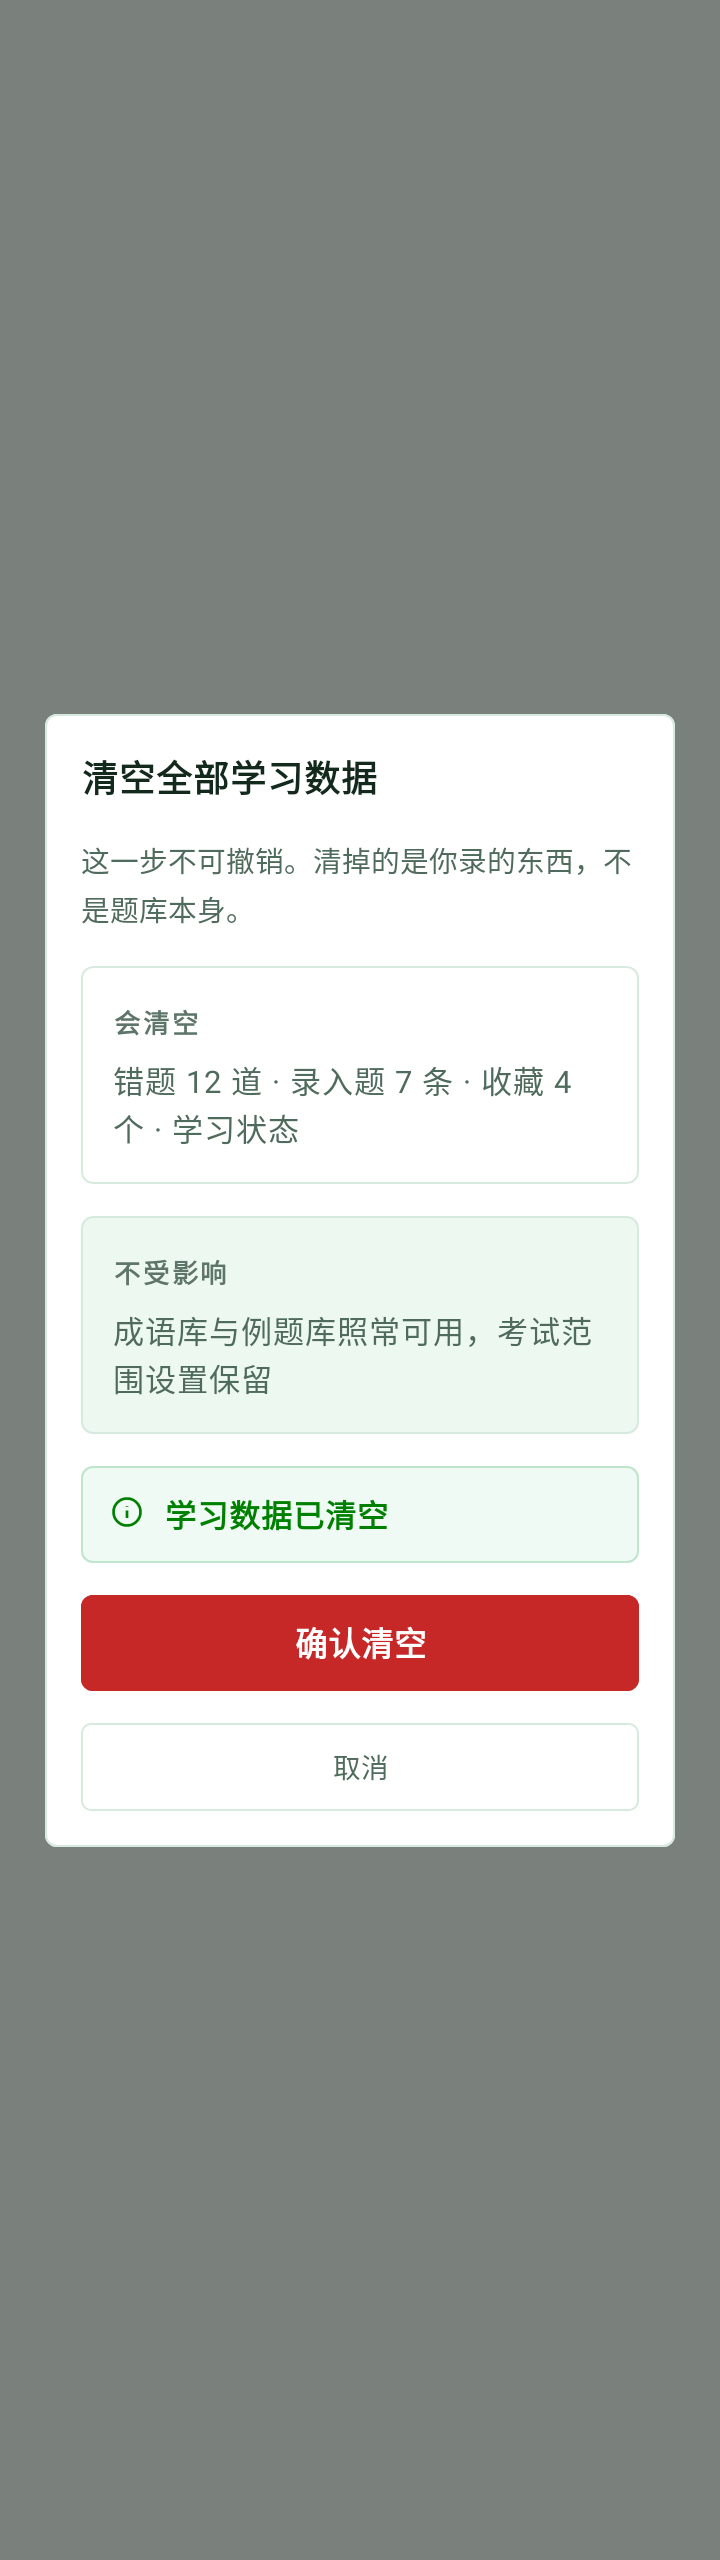 清空全部学习数据
这一步不可撤销。清掉的是你录的东西，不
是题库本身。
会清空
错题 12 道 · 录入题 7 条 · 收藏 4
个 · 学习状态
不受影响
成语库与例题库照常可用，考试范
围设置保留
学习数据已清空
确认清空
取消